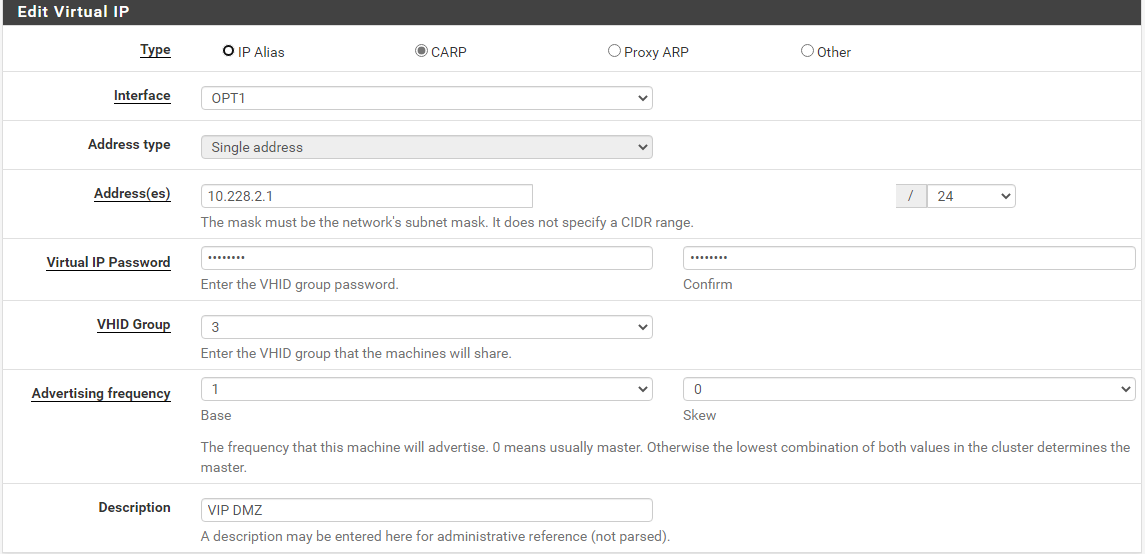 Edit Virtual IP
Type IP Alias CARP Proxy ARP Other
Interface OPT1
Address type Single address
Address(es) 10.228.2.1 / 24
The mask must be the network's subnet mask. It does not specify a CIDR range.
Virtual IP Password •••••••• ••••••••
Enter the VHID group password. Confirm
VHID Group 3
Enter the VHID group that the machines will share.
Advertising frequency 1 0
Base Skew
The frequency that this machine will advertise. 0 means usually master. Otherwise the lowest combination of both values in the cluster determines the
master.
Description VIP DMZ
A description may be entered here for administrative reference (not parsed).